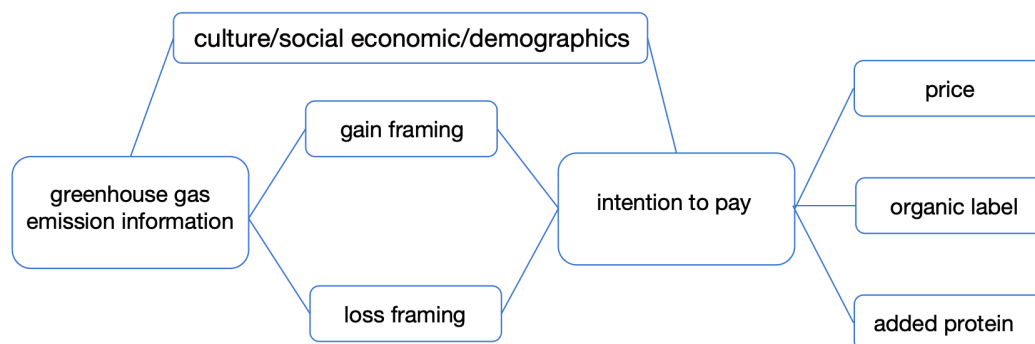 culture/social economic/demographics
gain framing
greenhouse gas
emission information
loss framing
intention to pay
price
organic label
added protein